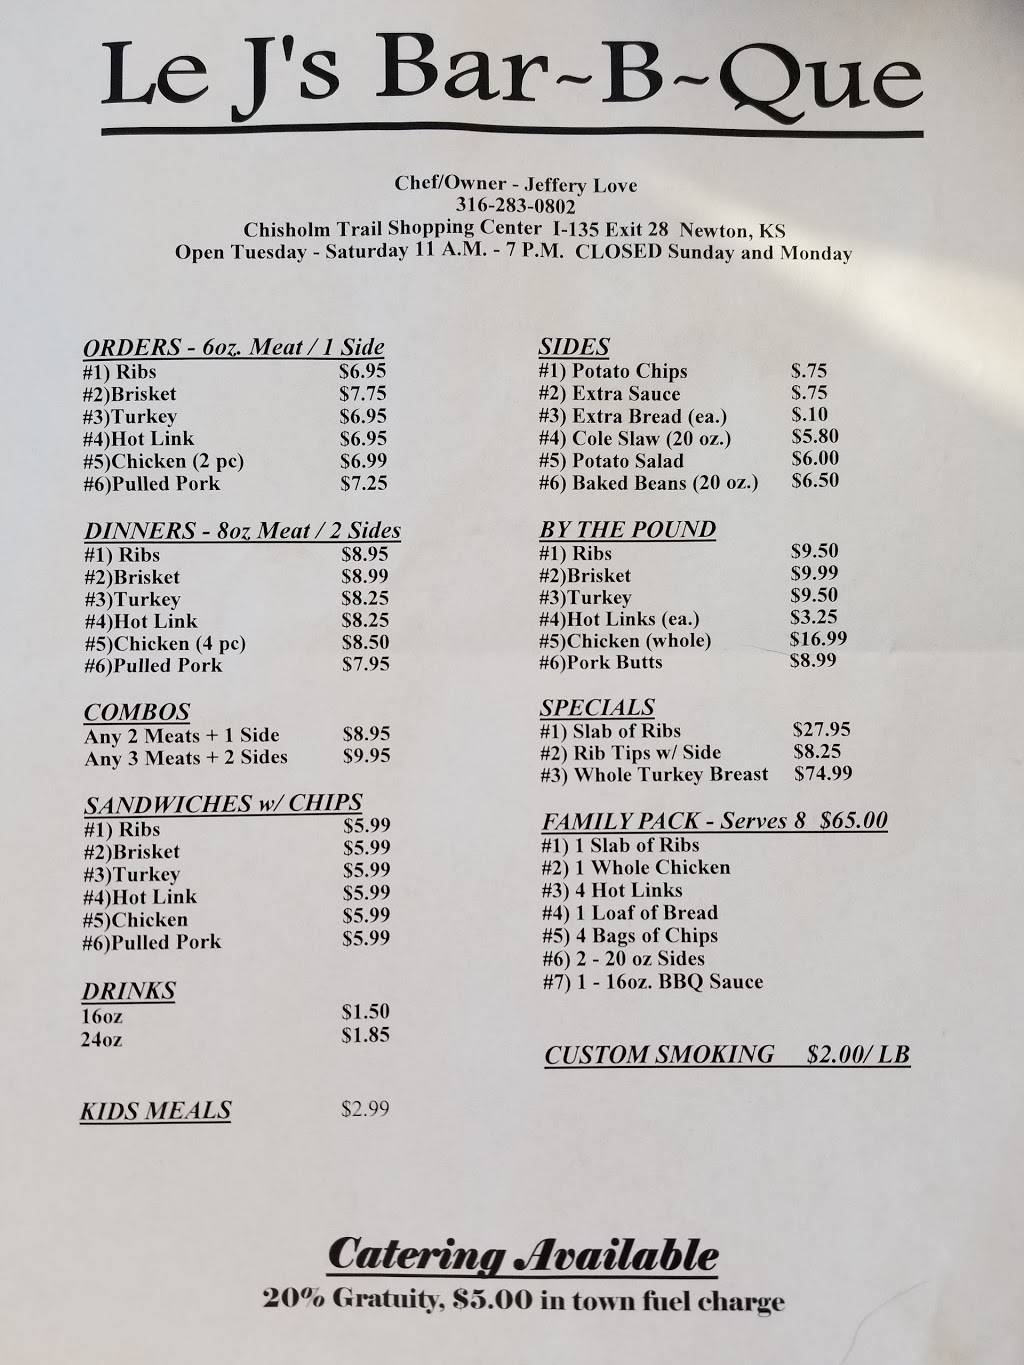 Le J's Bar~B~Que
Chef/Owner - Jeffery Love
316-283-0802
Chisholm Trail Shopping Center I-135 Exit 28 Newton, KS
Open Tuesday - Saturday 11 A.M. - 7 P.M. CLOSED Sunday and Monday
ORDERS - 6oz. Meat / 1 Side
#1) Ribs $6.95
#2)Brisket $7.75
#3)Turkey $6.95
#4)Hot Link $6.95
#5)Chicken (2 pc) $6.99
#6)Pulled Pork $7.25
DINNERS - 8oz Meat / 2 Sides
#1) Ribs $8.95
#2)Brisket $8.99
#3)Turkey $8.25
#4)Hot Link $8.25
#5)Chicken (4 pc) $8.50
#6)Pulled Pork $7.95
COMBOS
Any 2 Meats + 1 Side $8.95
Any 3 Meats + 2 Sides $9.95
SANDWICHES w/ CHIPS
#1) Ribs $5.99
#2)Brisket $5.99
#3)Turkey $5.99
#4)Hot Link $5.99
#5)Chicken $5.99
#6)Pulled Pork $5.99
DRINKS
16oz $1.50
24oz $1.85
KIDS MEALS $2.99
SIDES
#1) Potato Chips $.75
#2) Extra Sauce $.75
#3) Extra Bread (ea.) $.10
#4) Cole Slaw (20 oz.) $5.80
#5) Potato Salad $6.00
#6) Baked Beans (20 oz.) $6.50
BY THE POUND
#1) Ribs $9.50
#2)Brisket $9.99
#3)Turkey $9.50
#4)Hot Links (ea.) $3.25
#5)Chicken (whole) $16.99
#6)Pork Butts $8.99
SPECIALS
#1) Slab of Ribs $27.95
#2) Rib Tips w/ Side $8.25
#3) Whole Turkey Breast $74.99
FAMILY PACK - Serves 8 $65.00
#1) 1 Slab of Ribs
#2) 1 Whole Chicken
#3) 4 Hot Links
#4) 1 Loaf of Bread
#5) 4 Bags of Chips
#6) 2 - 20 oz Sides
#7) 1 - 16oz. BBQ Sauce
CUSTOM SMOKING $2.00/ LB
Catering Available
20% Gratuity, $5.00 in town fuel charge